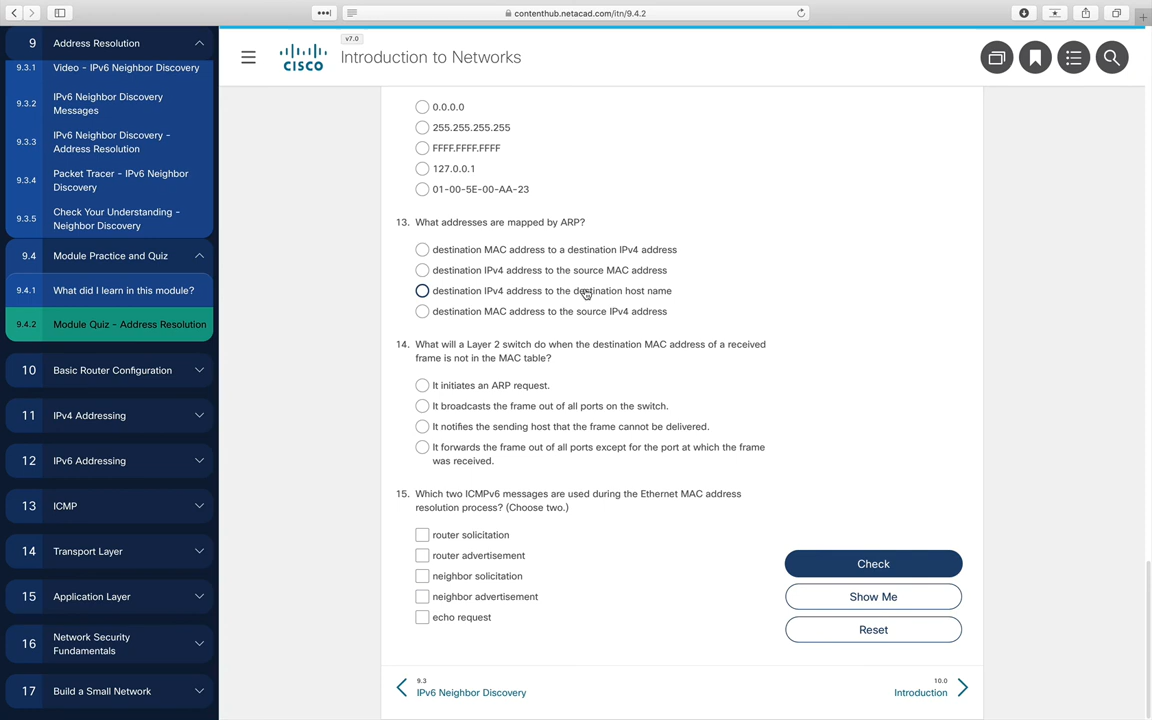 contenthub.netacad.com/itn/9.4.2
9 Address Resolution
9.3.1 Video - IPv6 Neighbor Discovery
9.3.2 IPv6 Neighbor Discovery
Messages
9.3.3 IPv6 Neighbor Discovery -
Address Resolution
9.3.4 Packet Tracer - IPv6 Neighbor
Discovery
9.3.5 Check Your Understanding -
Neighbor Discovery
9.4 Module Practice and Quiz
9.4.1 What did I learn in this module?
9.4.2 Module Quiz - Address Resolution
10 Basic Router Configuration
11 IPv4 Addressing
12 IPv6 Addressing
13 ICMP
14 Transport Layer
15 Application Layer
16 Network Security
Fundamentals
17 Build a Small Network
v7.0
CISCO Introduction to Networks
0.0.0.0
255.255.255.255
FFFF.FFFF.FFFF
127.0.0.1
01-00-5E-00-AA-23
13. What addresses are mapped by ARP?
destination MAC address to a destination IPv4 address
destination IPv4 address to the source MAC address
destination IPv4 address to the destination host name
destination MAC address to the source IPv4 address
14. What will a Layer 2 switch do when the destination MAC address of a received
frame is not in the MAC table?
It initiates an ARP request.
It broadcasts the frame out of all ports on the switch.
It notifies the sending host that the frame cannot be delivered.
It forwards the frame out of all ports except for the port at which the frame
was received.
15. Which two ICMPv6 messages are used during the Ethernet MAC address
resolution process? (Choose two.)
router solicitation
router advertisement
neighbor solicitation
neighbor advertisement
echo request
Check
Show Me
Reset
9.3
IPv6 Neighbor Discovery
10.0
Introduction